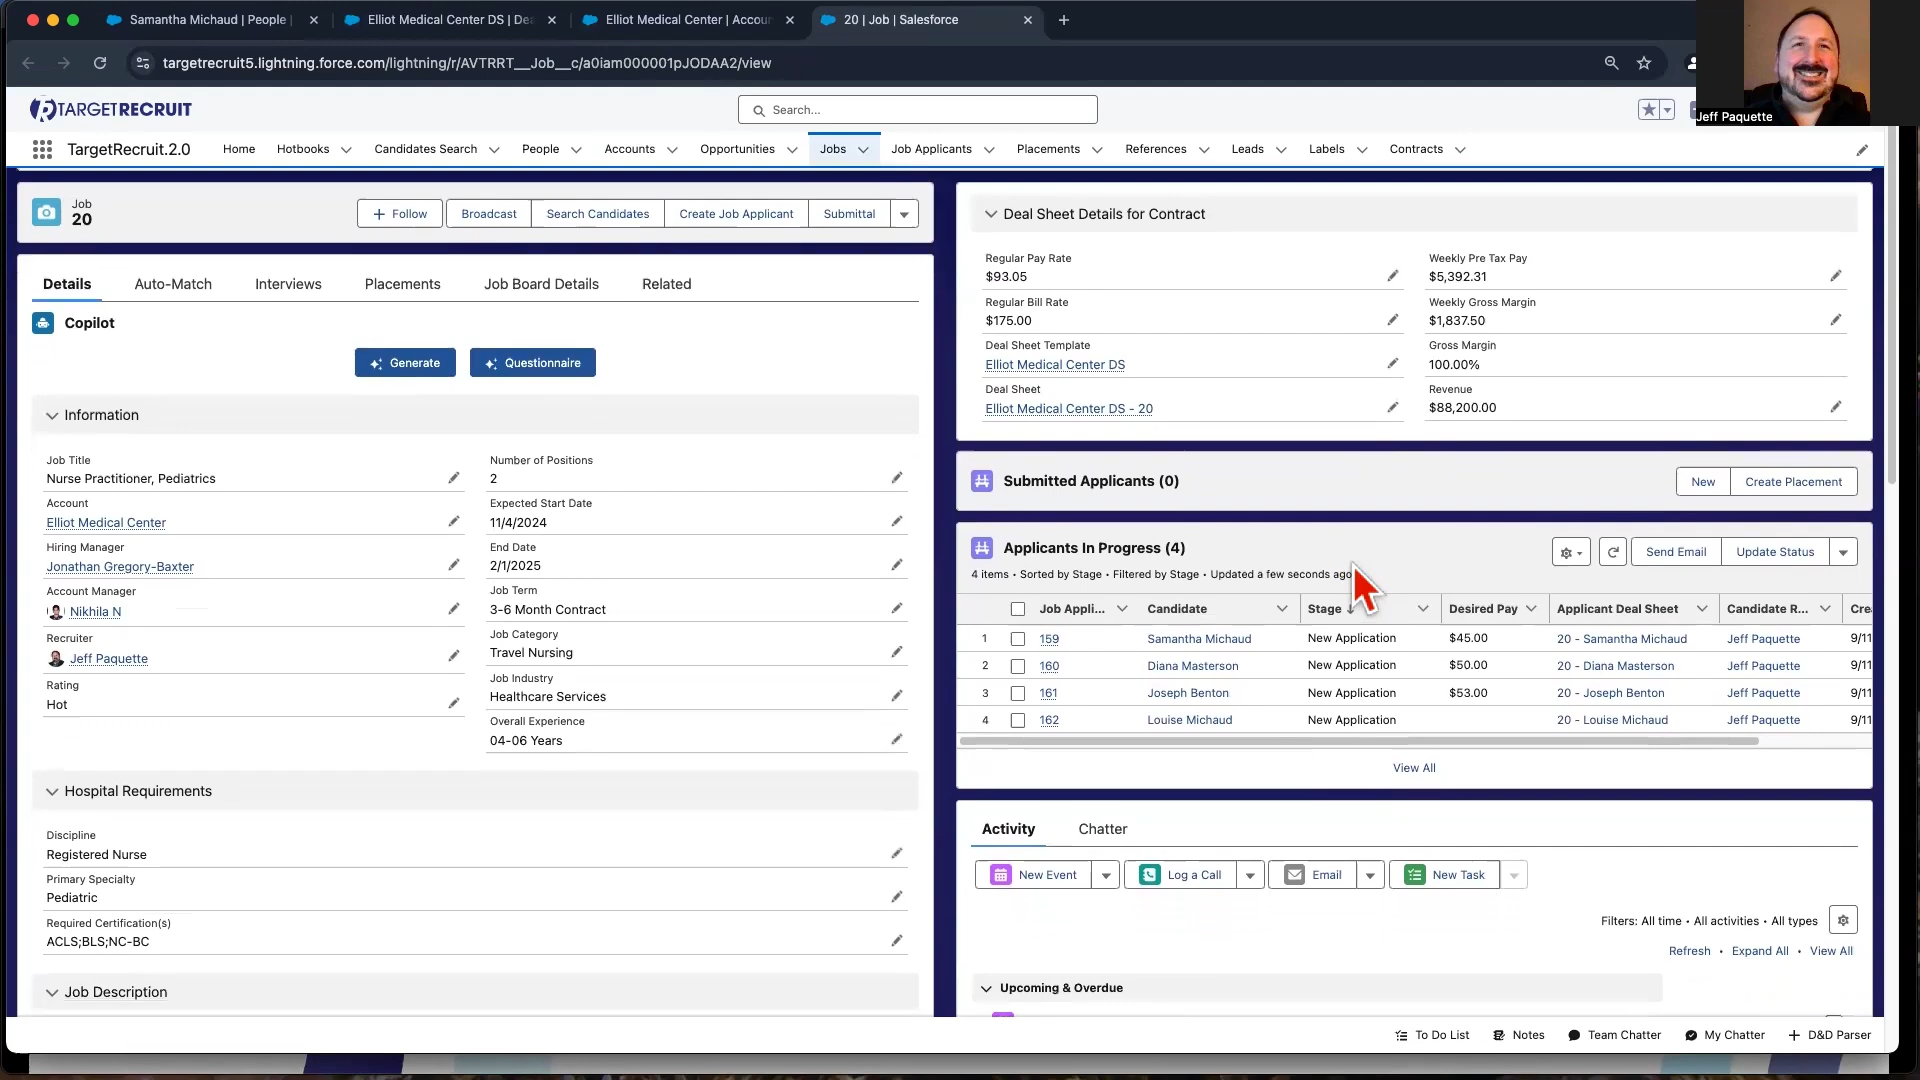 Samantha Michaud | People |
Elliot Medical Center DS | De
Elliot Medical Center | Accou
20 | Job | Salesforce
targetrecruit5.lightning.force.com/lightning/r/AVTRRT__Job__c/a0iam000001pJODAA2/view
Jeff Paquette
TARGETRECRUIT
Search...
TargetRecruit.2.0
Home
Hotbooks
Candidates Search
People
Accounts
Opportunities
Jobs
Job Applicants
Placements
References
Leads
Labels
Contracts
Job
20
Follow
Broadcast
Search Candidates
Create Job Applicant
Submittal
Details
Auto-Match
Interviews
Placements
Job Board Details
Related
Copilot
Generate
Questionnaire
Information
Job Title
Nurse Practitioner, Pediatrics
Account
Elliot Medical Center
Hiring Manager
Jonathan Gregory-Baxter
Account Manager
Nikhila N
Recruiter
Jeff Paquette
Rating
Hot
Number of Positions
2
Expected Start Date
11/4/2024
End Date
2/1/2025
Job Term
3-6 Month Contract
Job Category
Travel Nursing
Job Industry
Healthcare Services
Overall Experience
04-06 Years
Hospital Requirements
Discipline
Registered Nurse
Primary Specialty
Pediatric
Required Certification(s)
ACLS;BLS;NC-BC
Job Description
Deal Sheet Details for Contract
Regular Pay Rate
$93.05
Regular Bill Rate
$175.00
Deal Sheet Template
Elliot Medical Center DS
Deal Sheet
Elliot Medical Center DS - 20
Weekly Pre Tax Pay
$5,392.31
Weekly Gross Margin
$1,837.50
Gross Margin
100.00%
Revenue
$88,200.00
Submitted Applicants (0)
New
Create Placement
Applicants In Progress (4)
4 items • Sorted by Stage • Filtered by Stage • Updated a few seconds ago
Send Email
Update Status
Job Appli... Candidate Stage Desired Pay Applicant Deal Sheet Candidate R... Cre
1 159 Samantha Michaud New Application $45.00 20 - Samantha Michaud Jeff Paquette 9/11
2 160 Diana Masterson New Application $50.00 20 - Diana Masterson Jeff Paquette 9/11
3 161 Joseph Benton New Application $53.00 20 - Joseph Benton Jeff Paquette 9/11
4 162 Louise Michaud New Application 20 - Louise Michaud Jeff Paquette 9/11
View All
Activity
Chatter
New Event
Log a Call
Email
New Task
Filters: All time • All activities • All types
Refresh • Expand All • View All
Upcoming & Overdue
To Do List
Notes
Team Chatter
My Chatter
D&D Parser